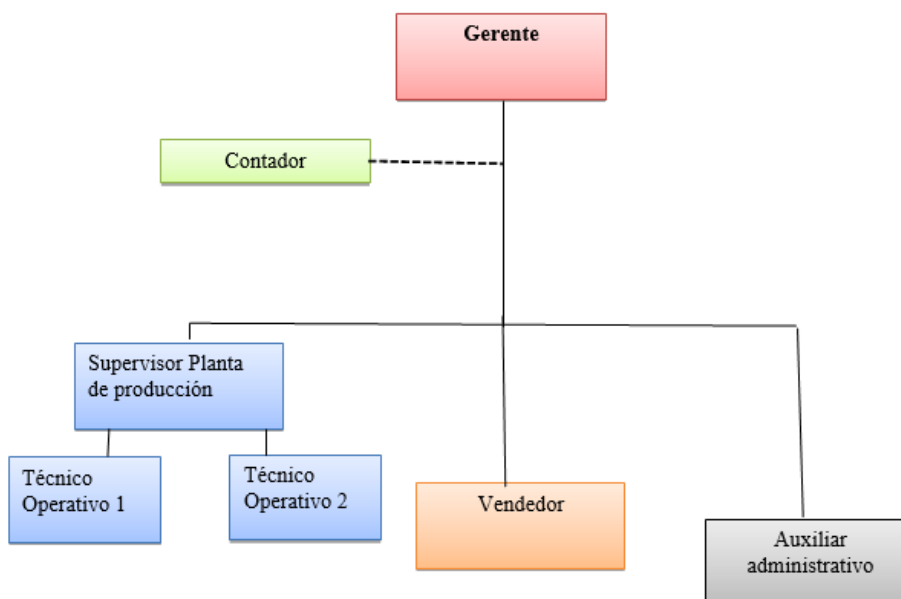 Gerente
Contador
Supervisor Planta
de producción
Técnico
Operativo 1
Técnico
Operativo 2
Vendedor
Auxiliar
administrativo